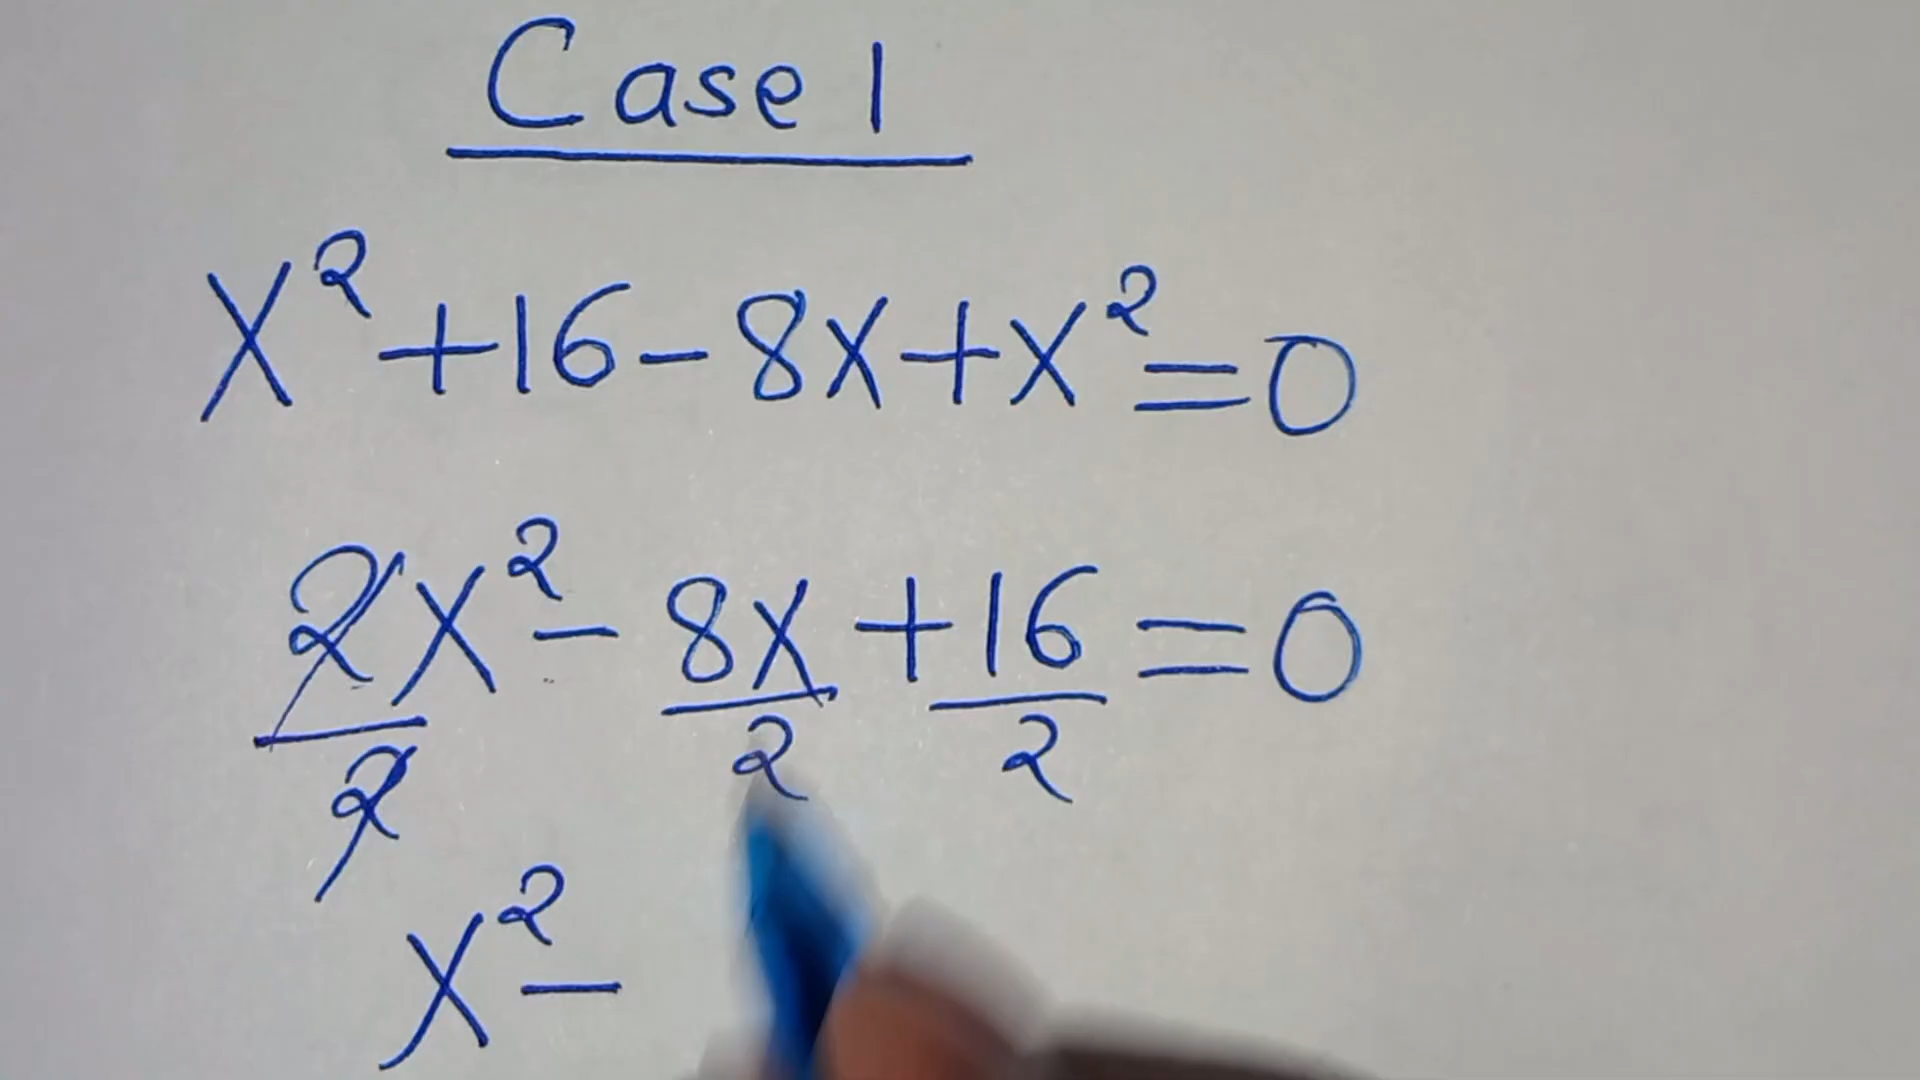 Case 1
X² + 16 - 8X + X² = 0
2X² - 8X + 16 = 0
2 2 2
X² -